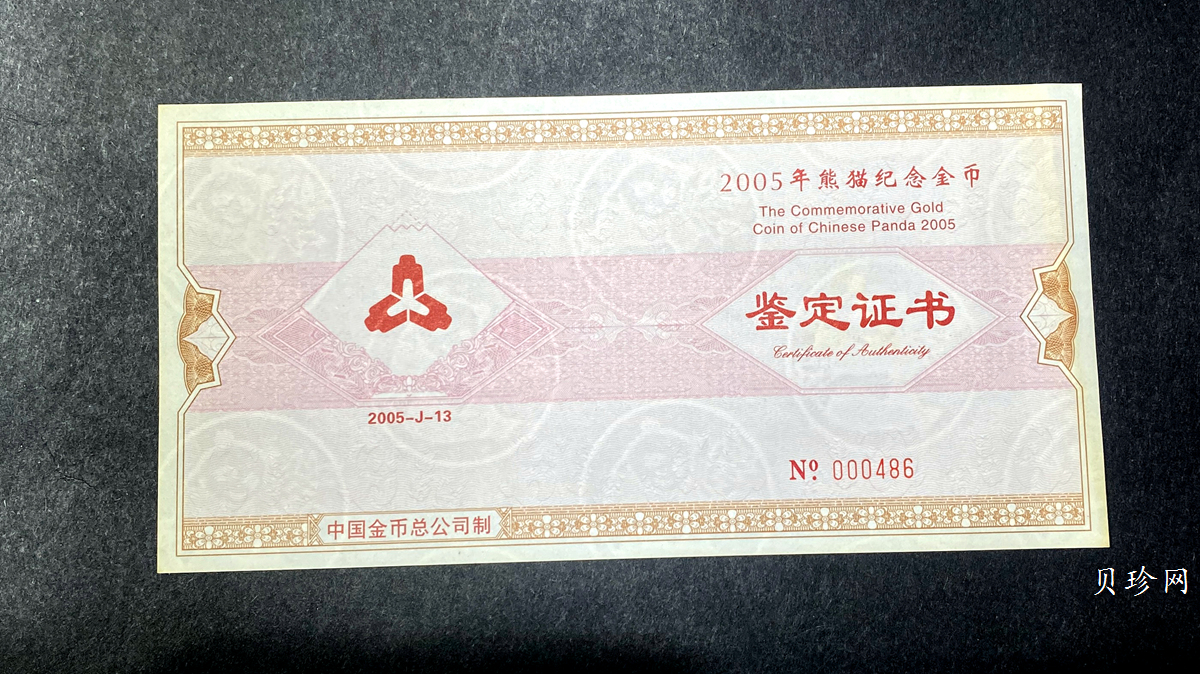 2005年熊猫纪念金币
The Commemorative Gold
Coin of Chinese Panda 2005
鉴定证书
Certificate of Authenticity
2005-J-13
Nº. 000486
中国金币总公司制
贝珍网